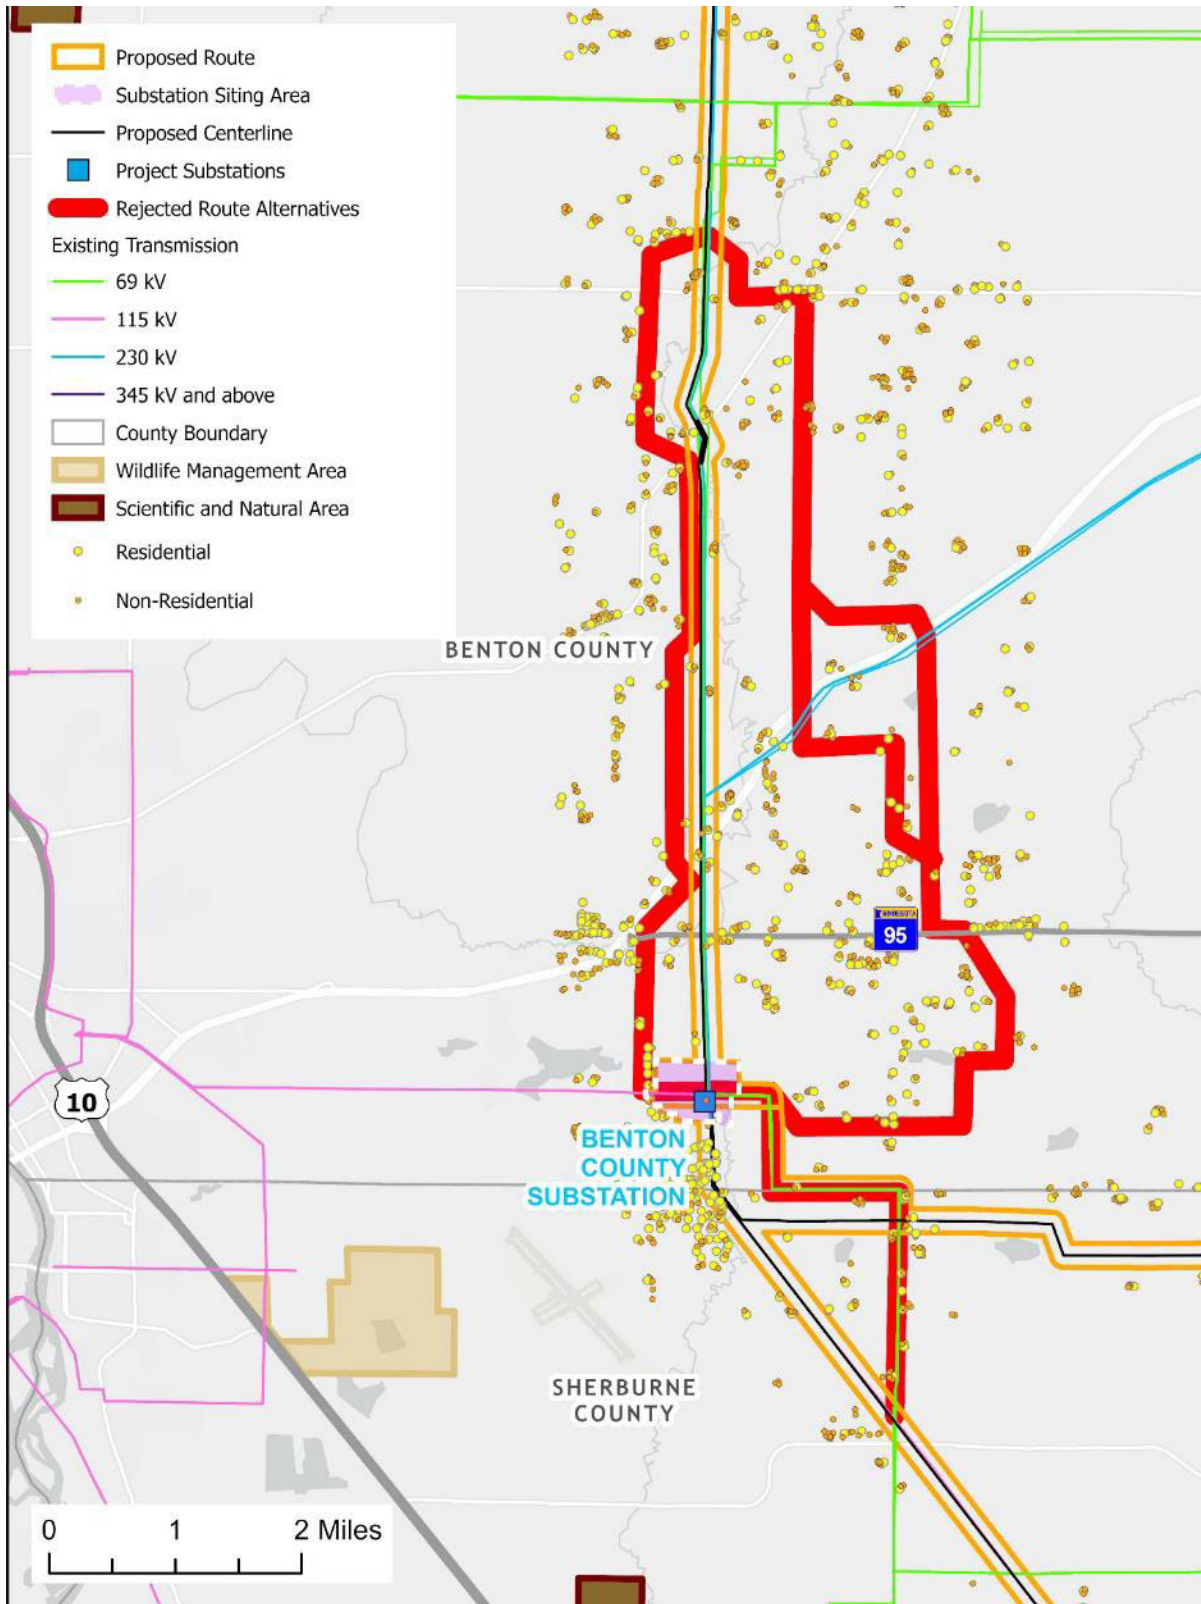 Proposed Route
Substation Siting Area
Proposed Centerline
Project Substations
Rejected Route Alternatives
Existing Transmission
69 kV
115 kV
230 kV
345 kV and above
County Boundary
Wildlife Management Area
Scientific and Natural Area
Residential
Non-Residential
BENTON COUNTY
MINNESOTA
95
10
BENTON
COUNTY
SUBSTATION
SHERBURNE
COUNTY
0 1 2 Miles